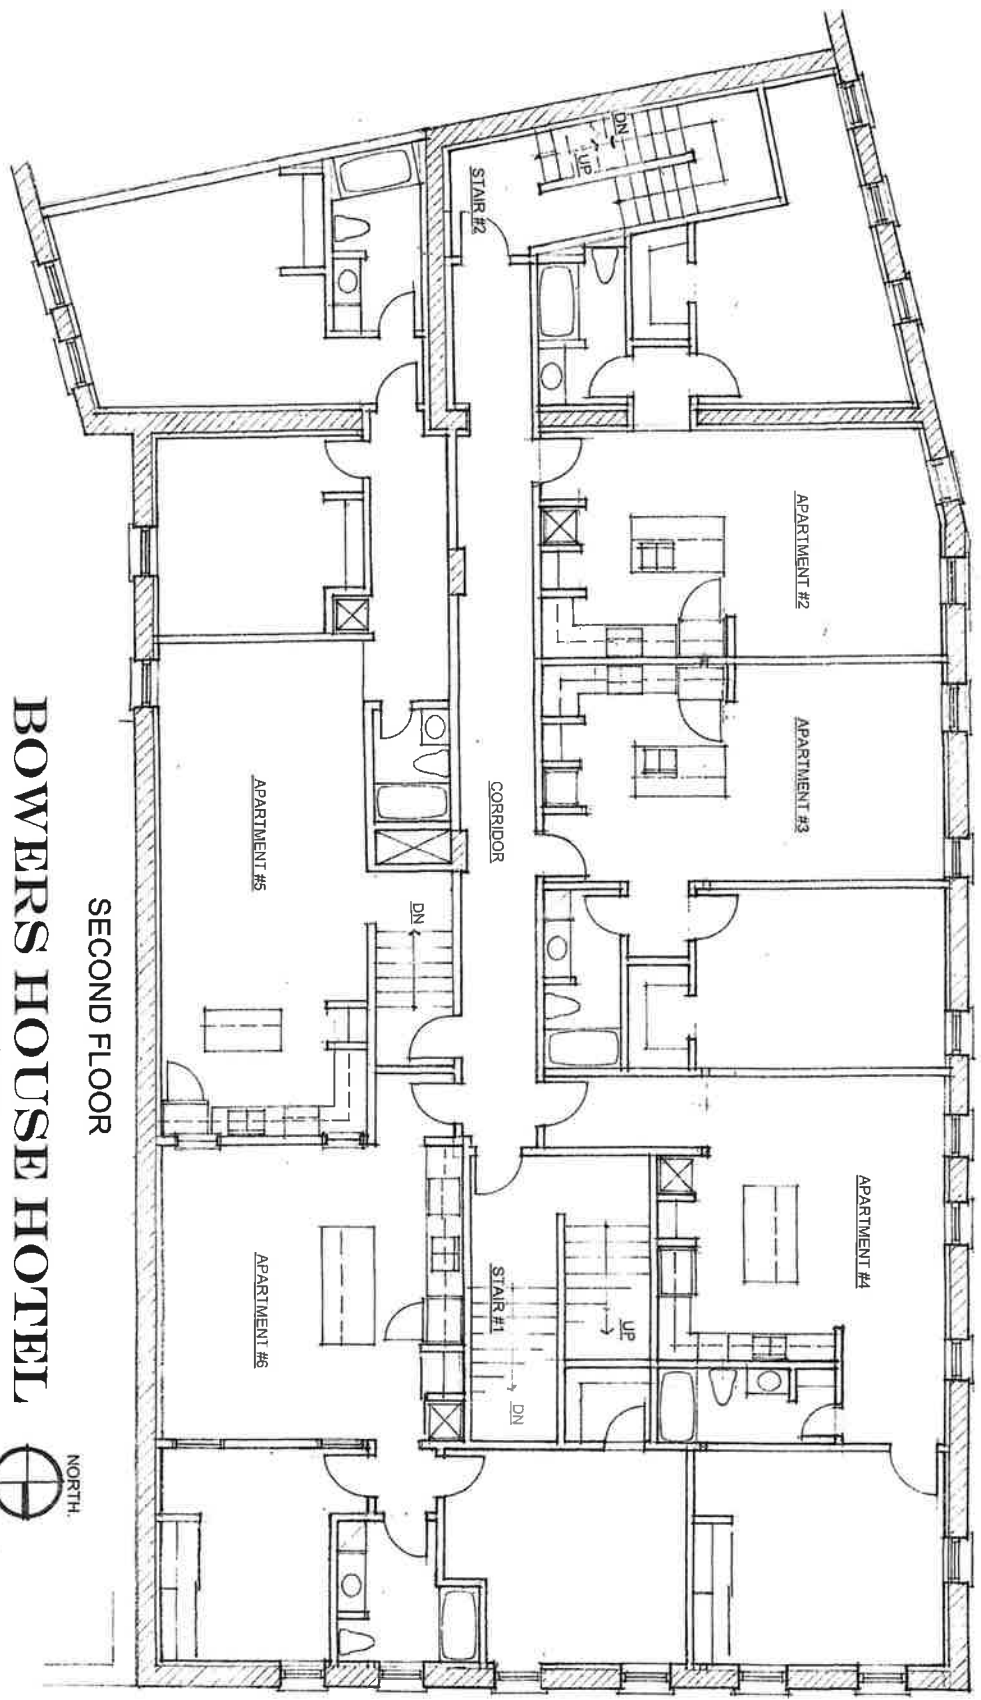 APARTMENT #2
APARTMENT #3
APARTMENT #4
STAIR #2
DN
UP
CORRIDOR
STAIR #1
UP
DN
DN
APARTMENT #5
APARTMENT #6
SECOND FLOOR
BOWERS HOUSE HOTEL
NORTH.